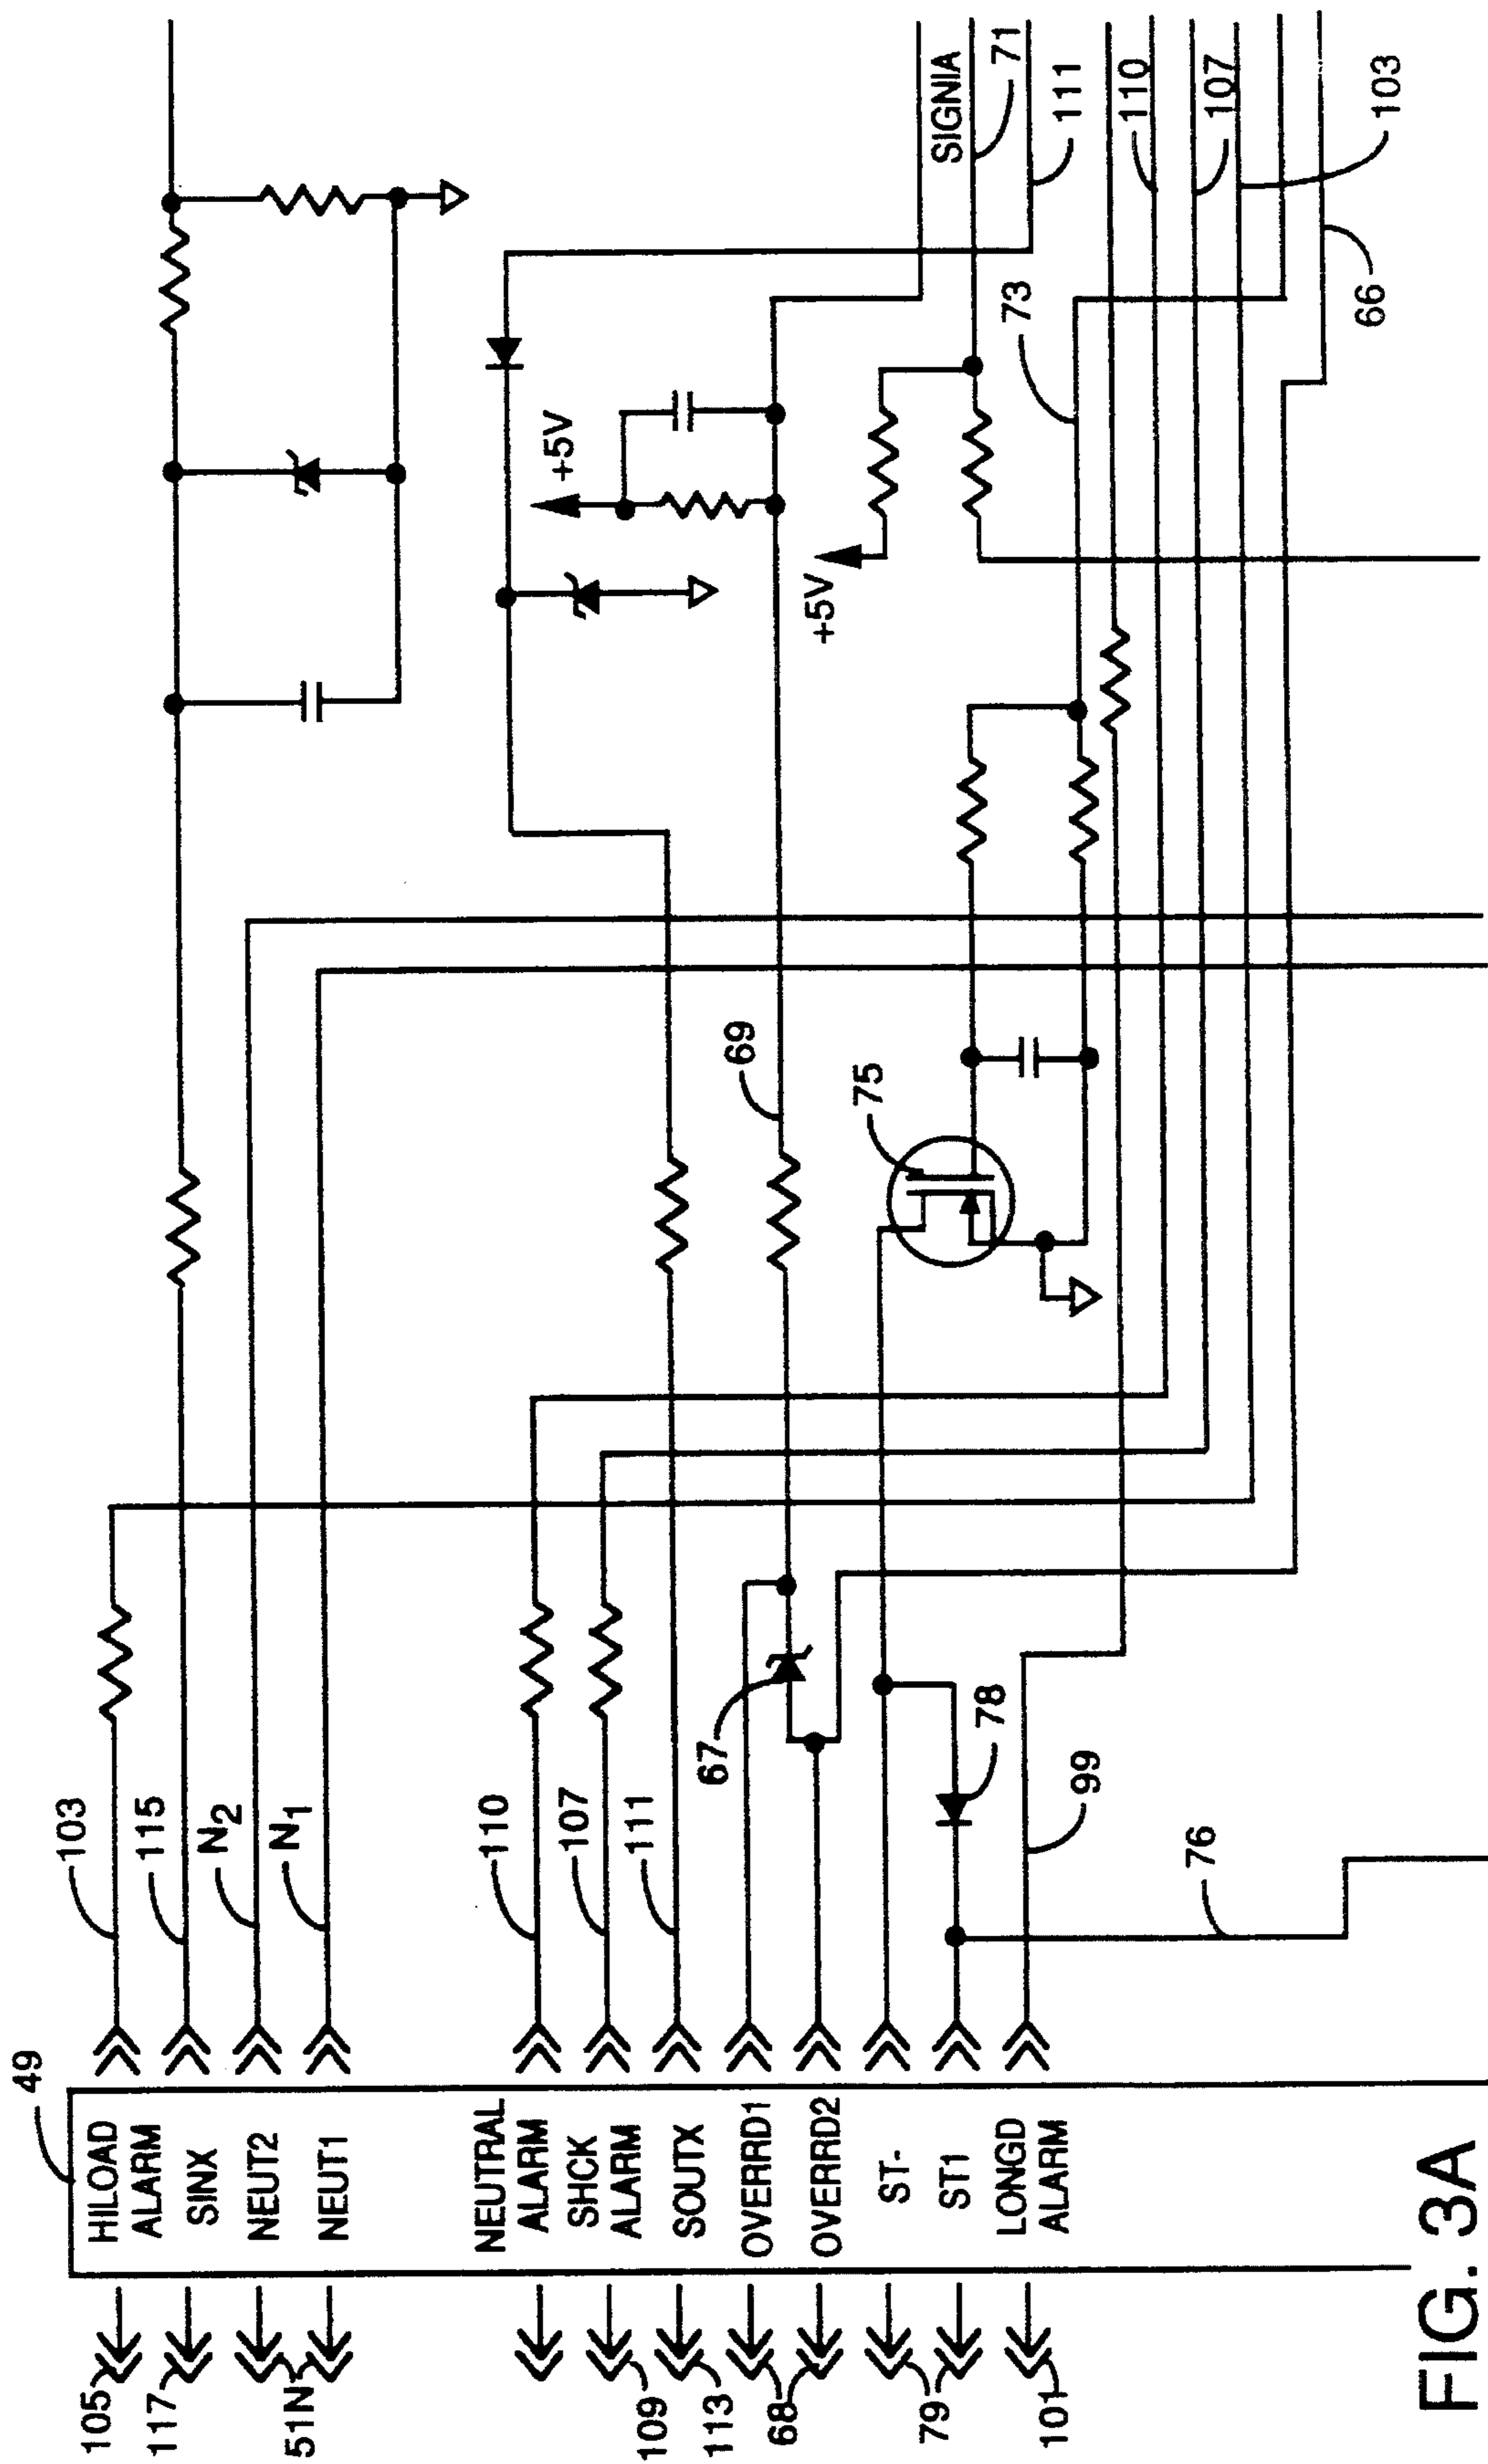 49
HILOAD
ALARM
SINX
NEUT2
NEUT1
NEUTRAL
ALARM
SHCK
ALARM
SOUTX
OVERRD1
OVERRD2
ST-
ST1
LONGD
ALARM
105
117
51N
109
113
68
79
101
103
115
N2
N1
110
107
111
67
78
99
76
69
75
73
+5V
+5V
SIGNIA
71
111
110
107
103
66
FIG. 3A